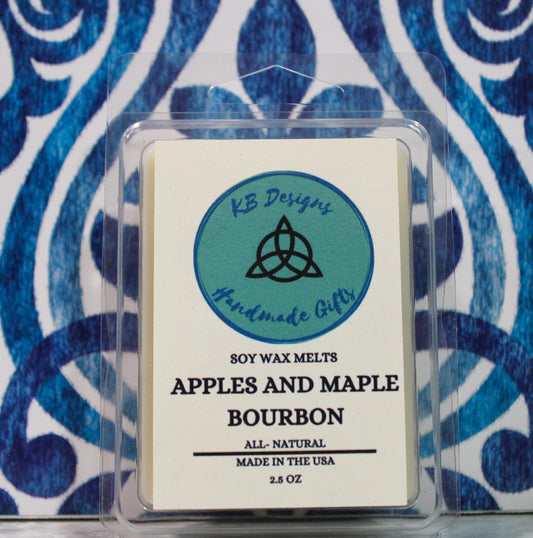 KB Designs
Handmade Gifts
SOY WAX MELTS
APPLES AND MAPLE
BOURBON
ALL- NATURAL
MADE IN THE USA
2.5 OZ